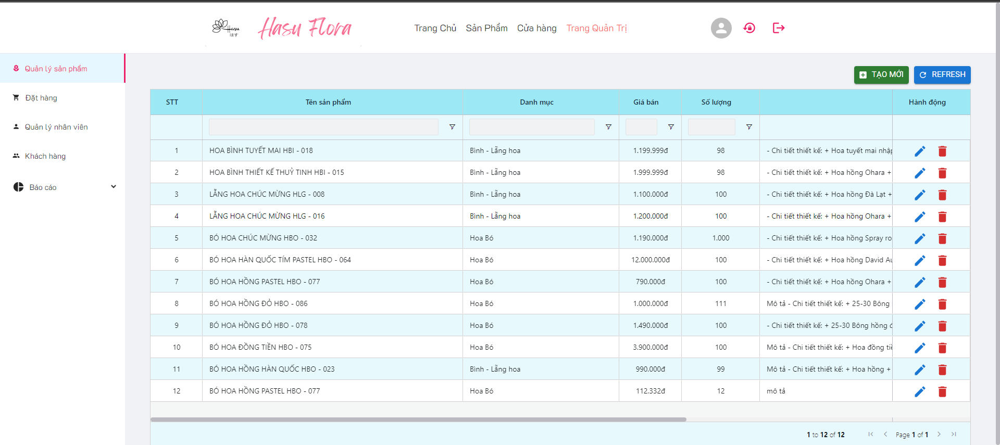 Hasu
はす
Hasu Flora
Trang Chủ Sản Phẩm Cửa hàng Trang Quản Trị
Quản lý sản phẩm
Đặt hàng
Quản lý nhân viên
Khách hàng
Báo cáo
TẠO MỚI REFRESH
STT Tên sản phẩm Danh mục Giá bán Số lượng Hành động
1 HOA BÌNH TUYẾT MAI HBI - 018 Bình - Lẵng hoa 1.199.999đ 98 - Chi tiết thiết kế: + Hoa tuyết mai nhập
2 HOA BÌNH THIẾT KẾ THUỶ TINH HBI - 015 Bình - Lẵng hoa 1.999.999đ 98 - Chi tiết thiết kế: + Hoa hồng Ohara +
3 LẴNG HOA CHÚC MỪNG HLG - 008 Bình - Lẵng hoa 1.100.000đ 100 - Chi tiết thiết kế: + Hoa hồng Đà Lạt +
4 LẴNG HOA CHÚC MỪNG HLG - 016 Bình - Lẵng hoa 1.200.000đ 100 - Chi tiết thiết kế: + Hoa hồng Ohara +
5 BÓ HOA CHÚC MỪNG HBO - 032 Hoa Bó 1.190.000đ 1.000 - Chi tiết thiết kế: + Hoa hồng Spray ro
6 BÓ HOA HÀN QUỐC TÍM PASTEL HBO - 064 Hoa Bó 12.000.000đ 100 - Chi tiết thiết kế: + Hoa hồng David Au
7 BÓ HOA HỒNG PASTEL HBO - 077 Hoa Bó 790.000đ 100 - Chi tiết thiết kế: + Hoa hồng Ohara +
8 BÓ HOA HỒNG ĐỎ HBO - 086 Hoa Bó 1.000.000đ 111 Mô tả - Chi tiết thiết kế: + 25-30 Bông
9 BÓ HOA HỒNG ĐỎ HBO - 078 Hoa Bó 1.490.000đ 100 - Chi tiết thiết kế: + 25-30 Bông hồng đ
10 BÓ HOA ĐỒNG TIỀN HBO - 075 Hoa Bó 3.900.000đ 100 Mô tả - Chi tiết thiết kế: + Hoa đồng tiề
11 BÓ HOA HỒNG HÀN QUỐC HBO - 023 Bình - Lẵng hoa 990.000đ 99 Mô tả - Chi tiết thiết kế: + Hoa hồng +
12 BÓ HOA HỒNG PASTEL HBO - 077 Hoa Bó 112.332đ 12 mô tả
1 to 12 of 12 Page 1 of 1